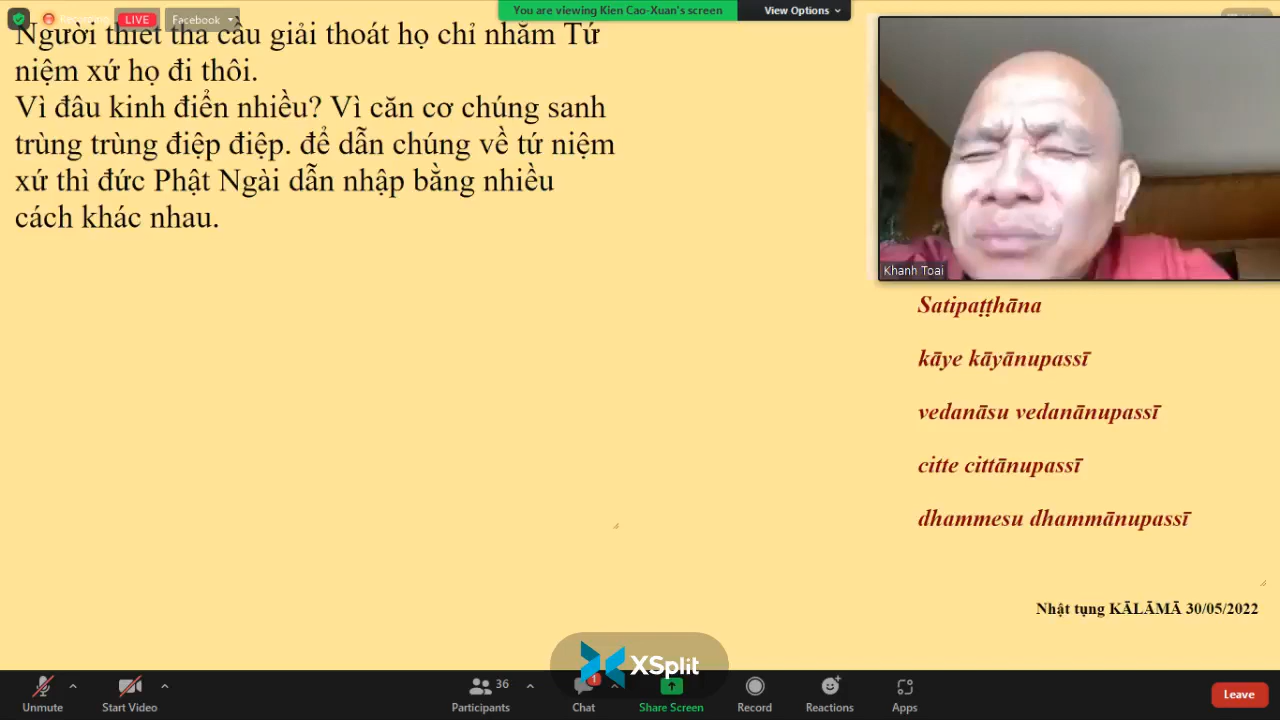 Recording
LIVE
Facebook
You are viewing Kien Cao-Xuan's screen
View Options
Người thiết tha cầu giải thoát họ chỉ nhằm Tứ
niệm xứ họ đi thôi.
Vì đâu kinh điển nhiều? Vì căn cơ chúng sanh
trùng trùng điệp điệp. để dẫn chúng về tứ niệm
xứ thì đức Phật Ngài dẫn nhập bằng nhiều
cách khác nhau.
Khanh Toai
Satipaṭṭhāna
kāye kāyānupassī
vedanāsu vedanānupassī
citte cittānupassī
dhammesu dhammānupassī
Nhật tụng KĀLĀMĀ 30/05/2022
XSplit
Unmute
Start Video
36
Participants
1
Chat
Share Screen
Record
Reactions
Apps
Leave